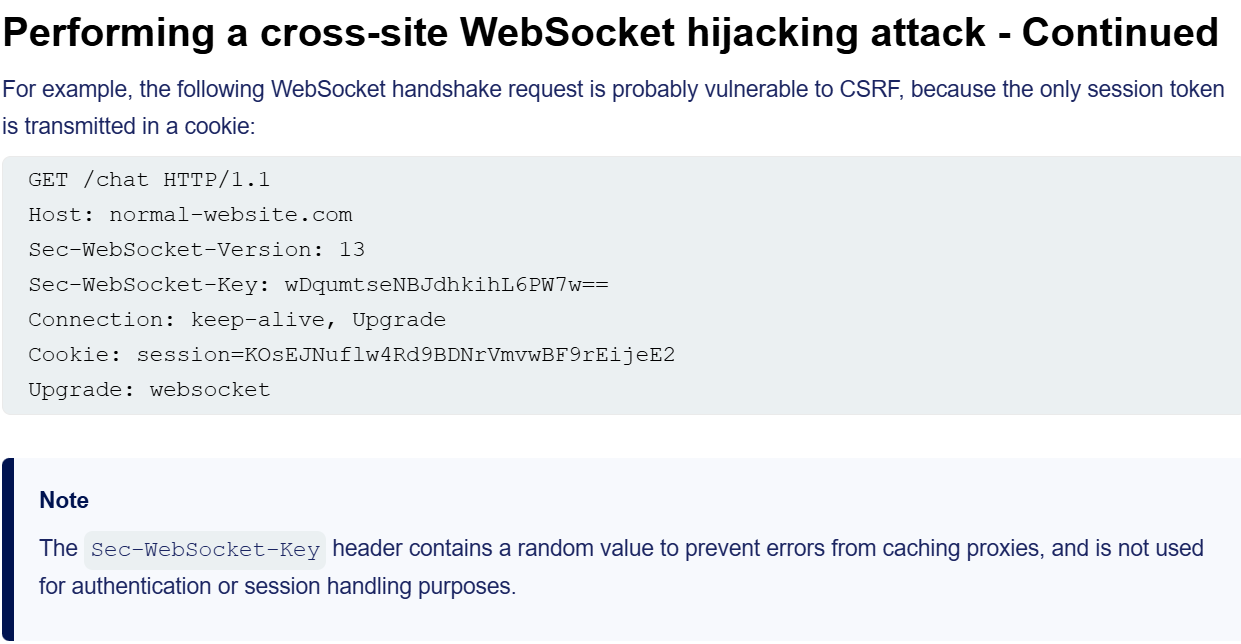 Performing a cross-site WebSocket hijacking attack - Continued
For example, the following WebSocket handshake request is probably vulnerable to CSRF, because the only session token
is transmitted in a cookie:
GET /chat HTTP/1.1
Host: normal-website.com
Sec-WebSocket-Version: 13
Sec-WebSocket-Key: wDqumtseNBJdhkihL6PW7w==
Connection: keep-alive, Upgrade
Cookie: session=KOsEJNuflw4Rd9BDNrVmvwBF9rEijeE2
Upgrade: websocket
Note
The Sec-WebSocket-Key header contains a random value to prevent errors from caching proxies, and is not used
for authentication or session handling purposes.